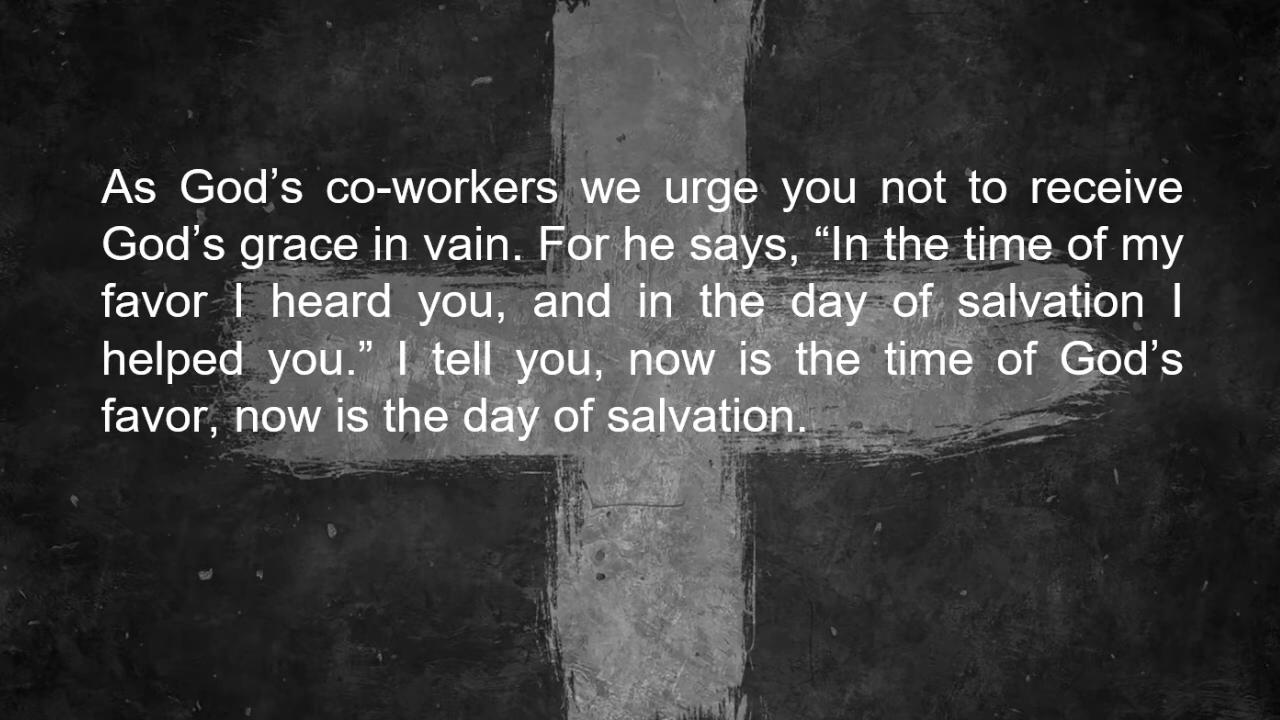 As God’s co-workers we urge you not to receive
God’s grace in vain. For he says, “In the time of my
favor I heard you, and in the day of salvation I
helped you.” I tell you, now is the time of God’s
favor, now is the day of salvation.